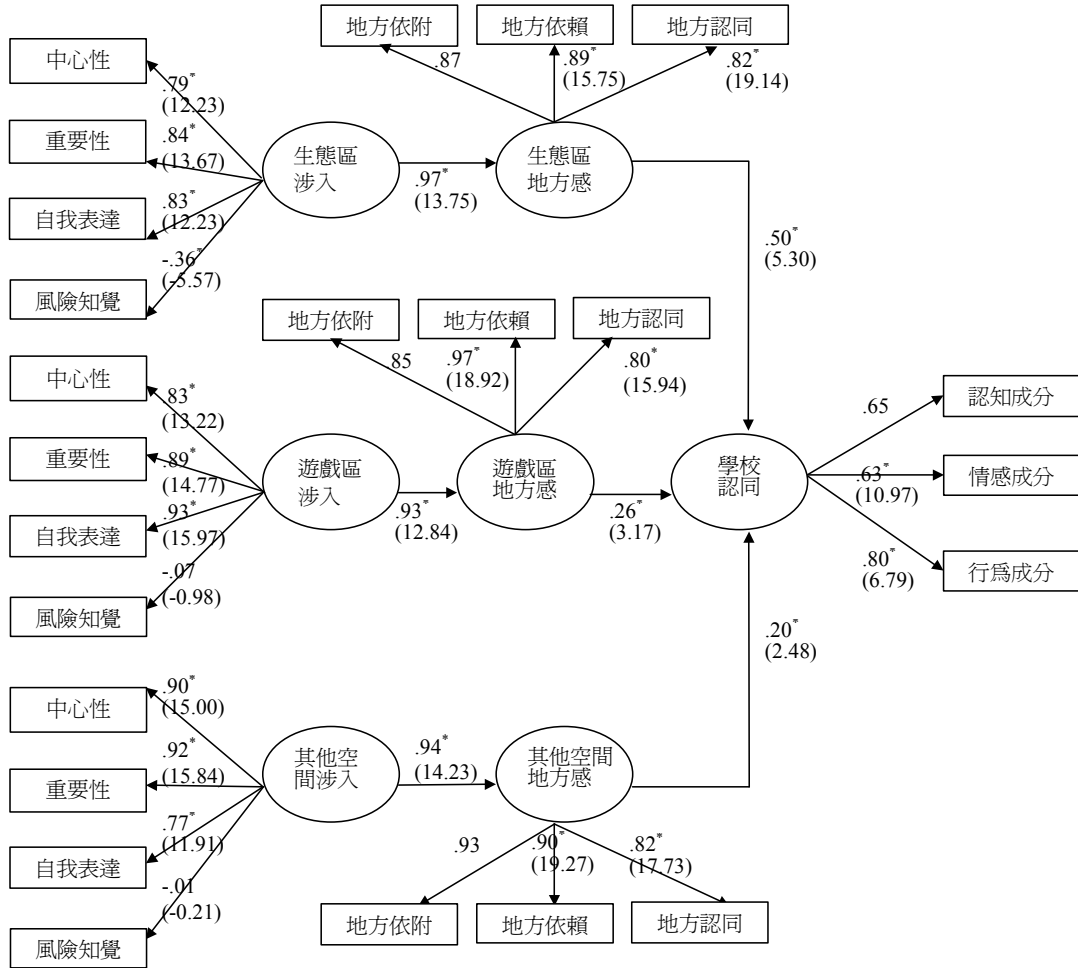 地方依附
地方依賴
地方認同
中心性
.87
.89*
(15.75)
.82*
(19.14)
.79*
(12.23)
重要性
.84*
(13.67)
生態區
涉入
.97*
(13.75)
生態區
地方感
自我表達
.83*
(12.23)
.50*
(5.30)
風險知覺
-.36*
(-5.57)
地方依附
地方依賴
地方認同
.85
.97*
(18.92)
.80*
(15.94)
中心性
.83*
(13.22)
認知成分
.65
重要性
.89*
(14.77)
遊戲區
涉入
.93*
(12.84)
遊戲區
地方感
.26*
(3.17)
學校
認同
.63*
(10.97)
情感成分
自我表達
.93*
(15.97)
.80*
(6.79)
行為成分
風險知覺
-.07
(-0.98)
.20*
(2.48)
中心性
.90*
(15.00)
重要性
.92*
(15.84)
其他空
間涉入
.94*
(14.23)
其他空間
地方感
自我表達
.77*
(11.91)
.93
.90*
(19.27)
.82*
(17.73)
風險知覺
-.01
(-0.21)
地方依附
地方依賴
地方認同